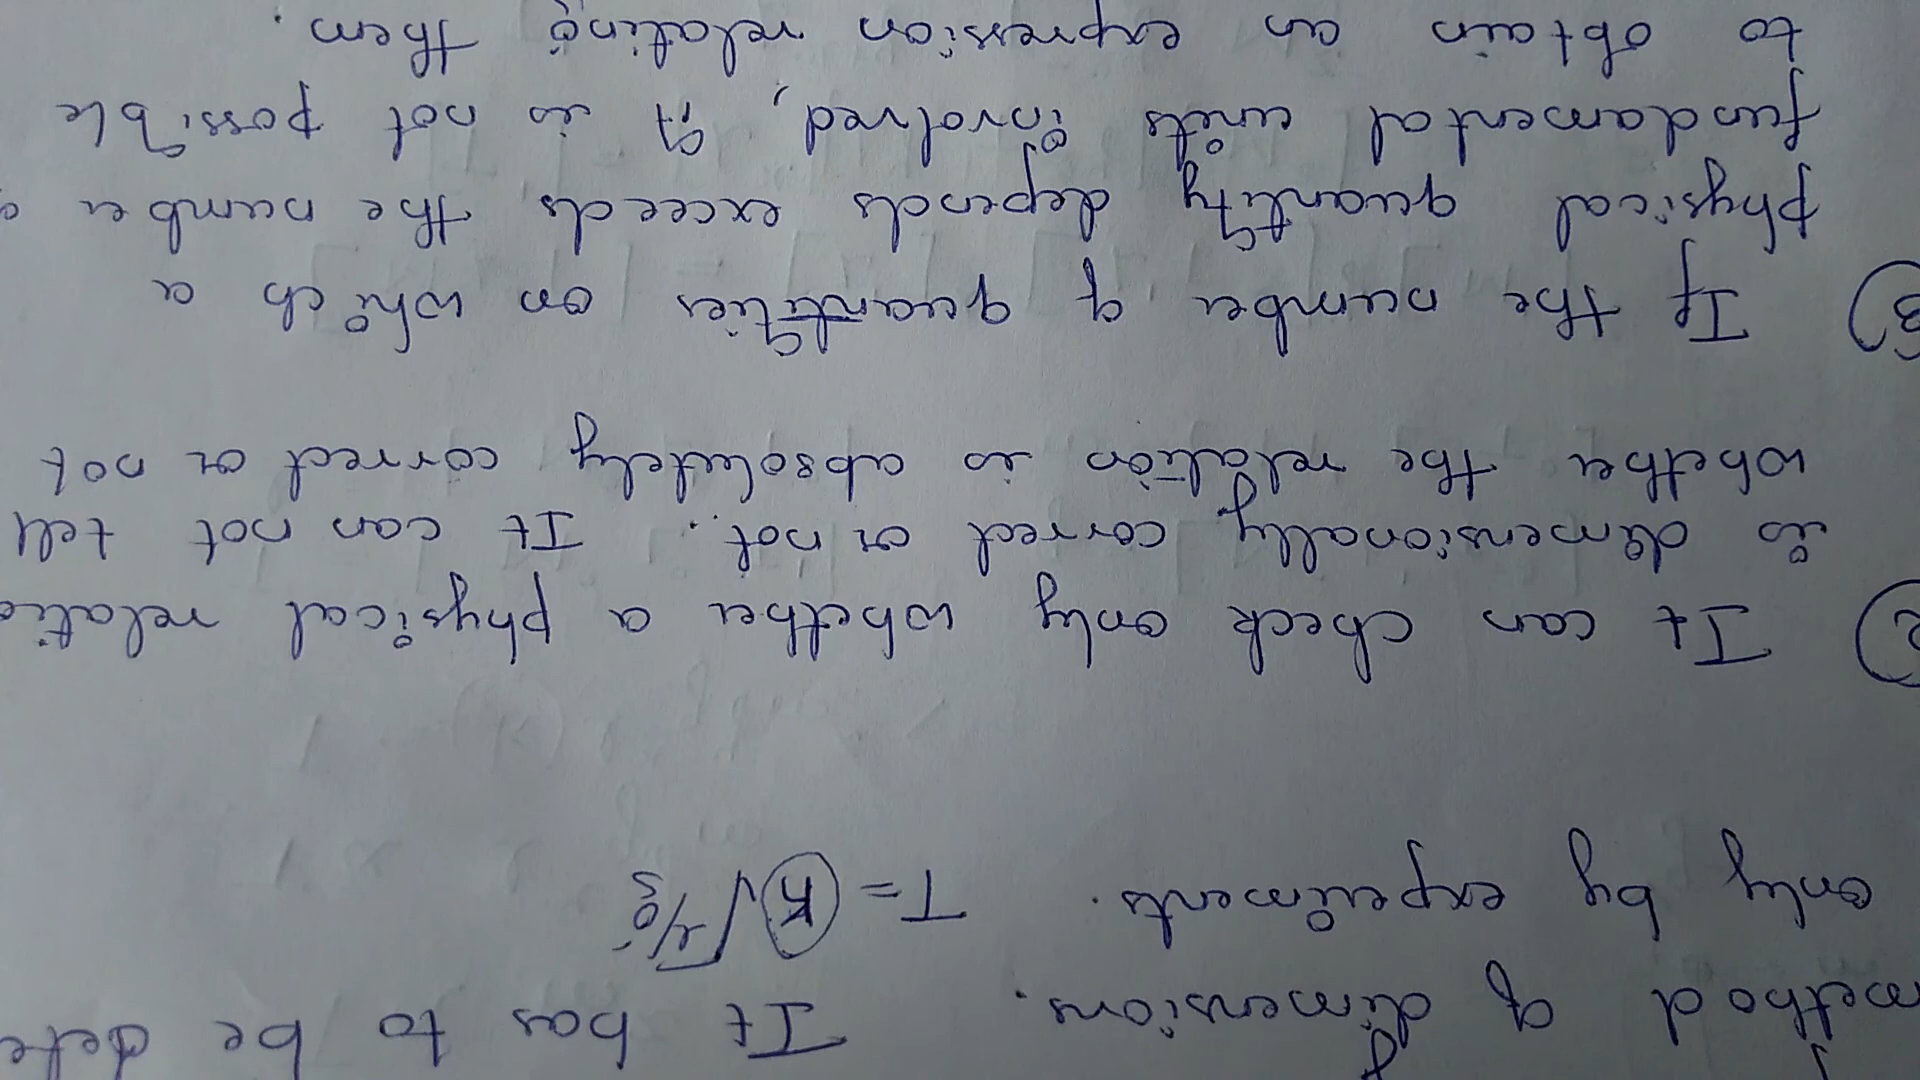 method of dimensions. It has to be dete
only by experiments. T = K√l/g
2) It can check only whether a physical relatio
is dimensionally correct or not. It can not tell
whether the relation is absolutely correct or not
3) If the number of quantities on which a
physical quantity depends exceeds the number o
fundamental units involved, It is not possible
to obtain an expression relating them.